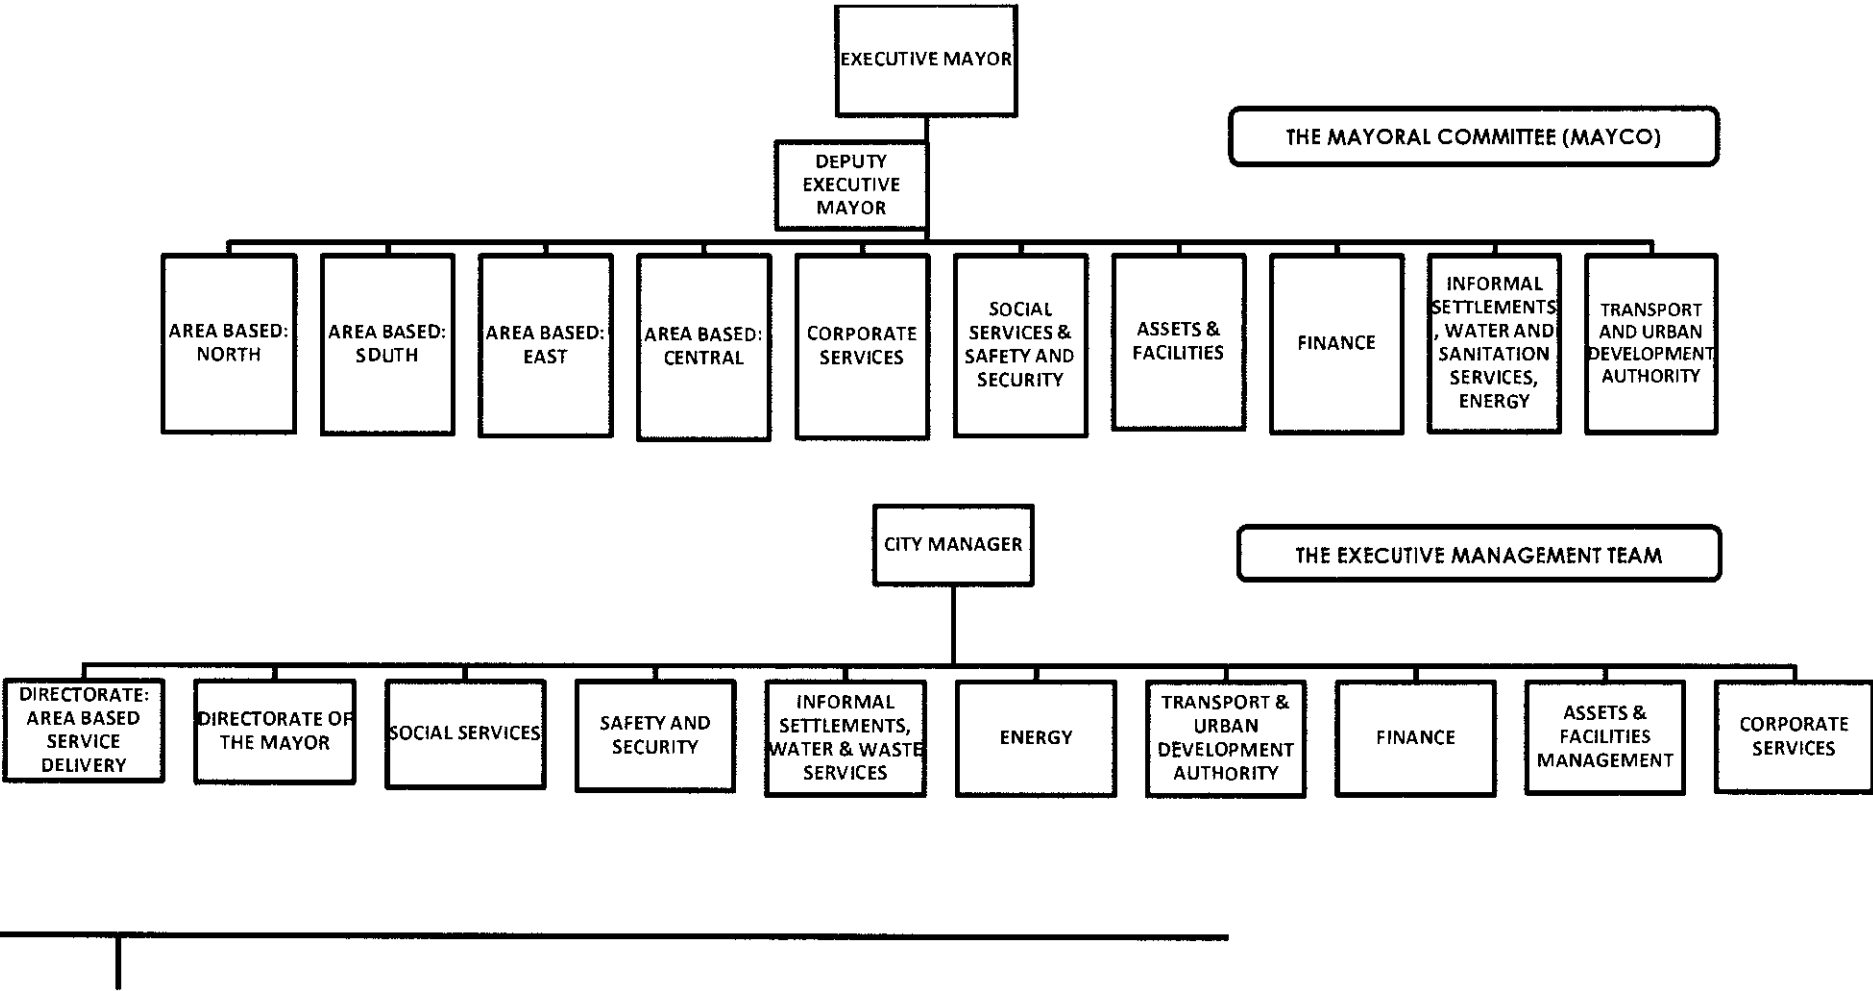 EXECUTIVE MAYOR
THE MAYORAL COMMITTEE (MAYCO)
DEPUTY
EXECUTIVE
MAYOR
AREA BASED:
NORTH
AREA BASED:
SOUTH
AREA BASED:
EAST
AREA BASED:
CENTRAL
CORPORATE
SERVICES
SOCIAL
SERVICES &
SAFETY AND
SECURITY
ASSETS &
FACILITIES
FINANCE
INFORMAL
SETTLEMENTS
, WATER AND
SANITATION
SERVICES,
ENERGY
TRANSPORT
AND URBAN
DEVELOPMENT
AUTHORITY
CITY MANAGER
THE EXECUTIVE MANAGEMENT TEAM
DIRECTORATE:
AREA BASED
SERVICE
DELIVERY
DIRECTORATE OF
THE MAYOR
SOCIAL SERVICES
SAFETY AND
SECURITY
INFORMAL
SETTLEMENTS,
WATER & WASTE
SERVICES
ENERGY
TRANSPORT &
URBAN
DEVELOPMENT
AUTHORITY
FINANCE
ASSETS &
FACILITIES
MANAGEMENT
CORPORATE
SERVICES